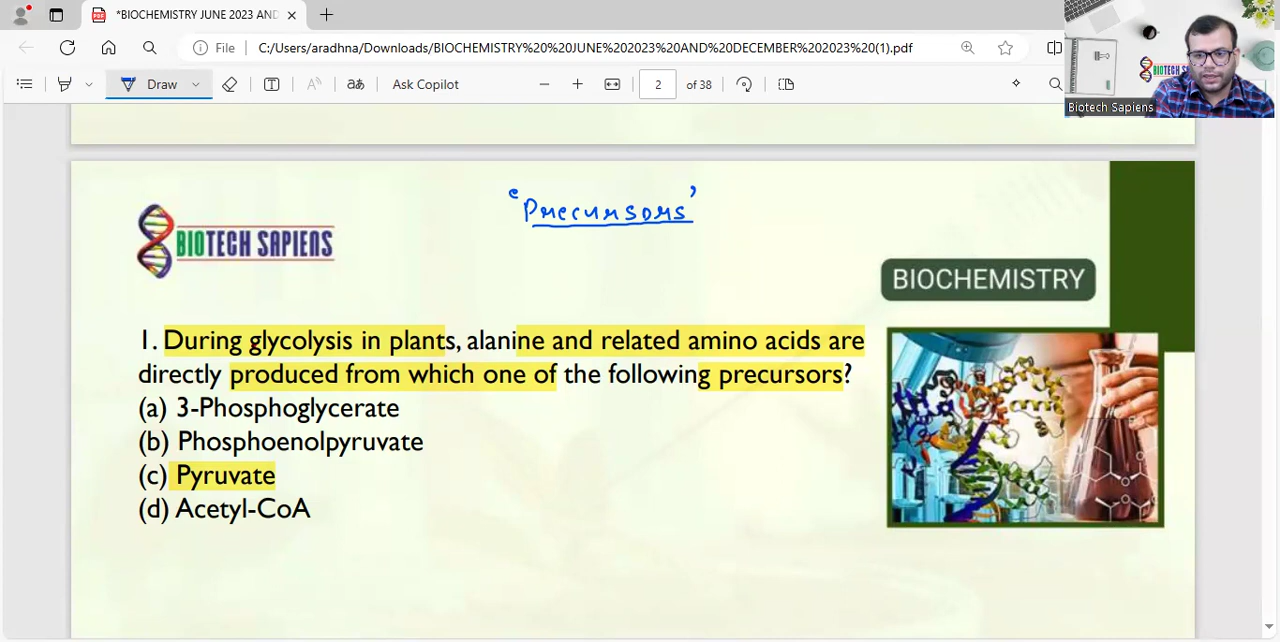 *BIOCHEMISTRY JUNE 2023 AND
File
C:/Users/aradhna/Downloads/BIOCHEMISTRY%20%20JUNE%202023%20AND%20DECEMBER%202023%20(1).pdf
Draw
aあ
Ask Copilot
2
of 38
Biotech Sapiens
'Precursors'
BIOTECH SAPIENS
BIOCHEMISTRY
1. During glycolysis in plants, alanine and related amino acids are
directly produced from which one of the following precursors?
(a) 3-Phosphoglycerate
(b) Phosphoenolpyruvate
(c) Pyruvate
(d) Acetyl-CoA